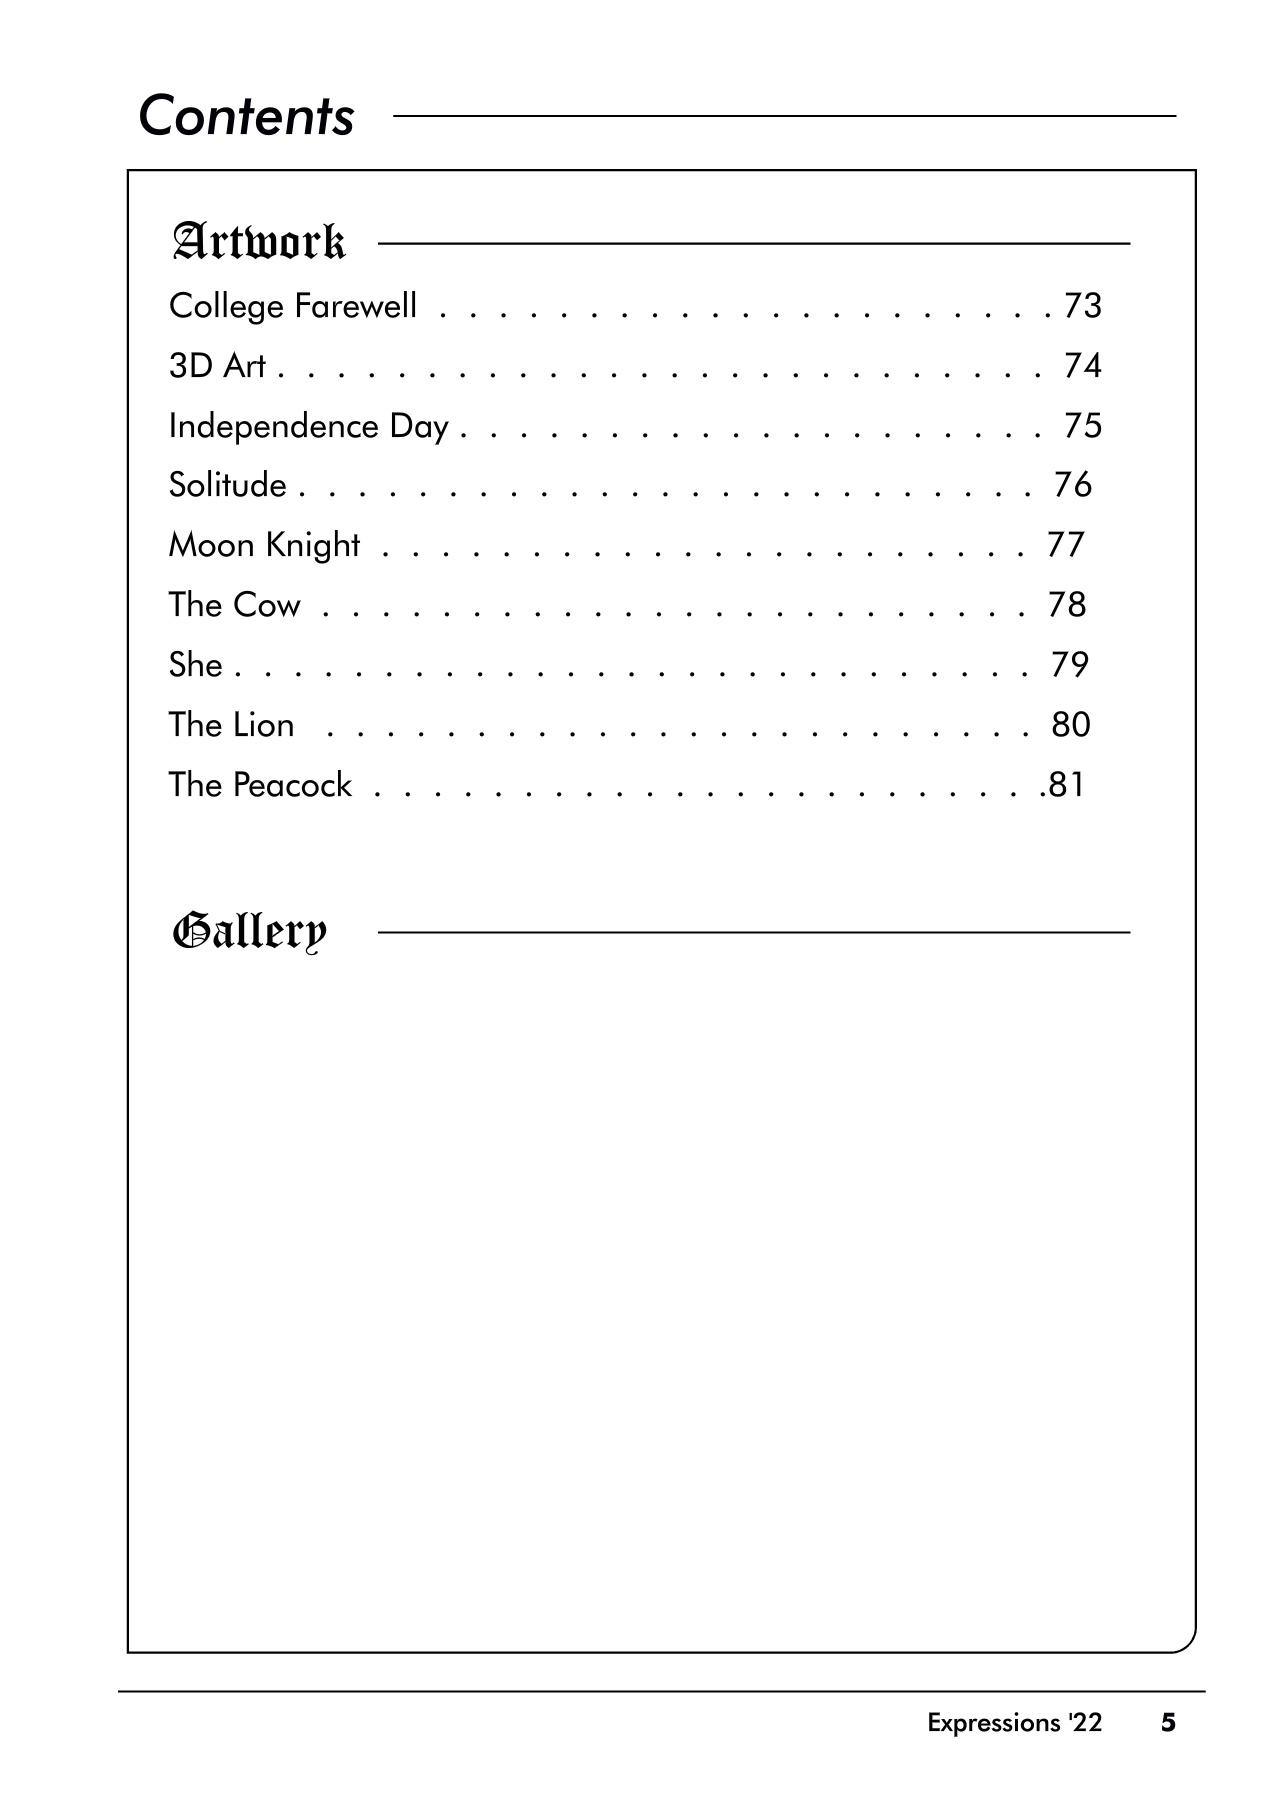 Contents
Artwork
College Farewell . . . . . . . . . . . . . . . . . . . . . 73
3D Art . . . . . . . . . . . . . . . . . . . . . . . . . . 74
Independence Day . . . . . . . . . . . . . . . . . . . . 75
Solitude . . . . . . . . . . . . . . . . . . . . . . . . . 76
Moon Knight . . . . . . . . . . . . . . . . . . . . . . 77
The Cow . . . . . . . . . . . . . . . . . . . . . . . . 78
She . . . . . . . . . . . . . . . . . . . . . . . . . . . 79
The Lion . . . . . . . . . . . . . . . . . . . . . . . . 80
The Peacock . . . . . . . . . . . . . . . . . . . . . . .81
Gallery
Expressions '22 5